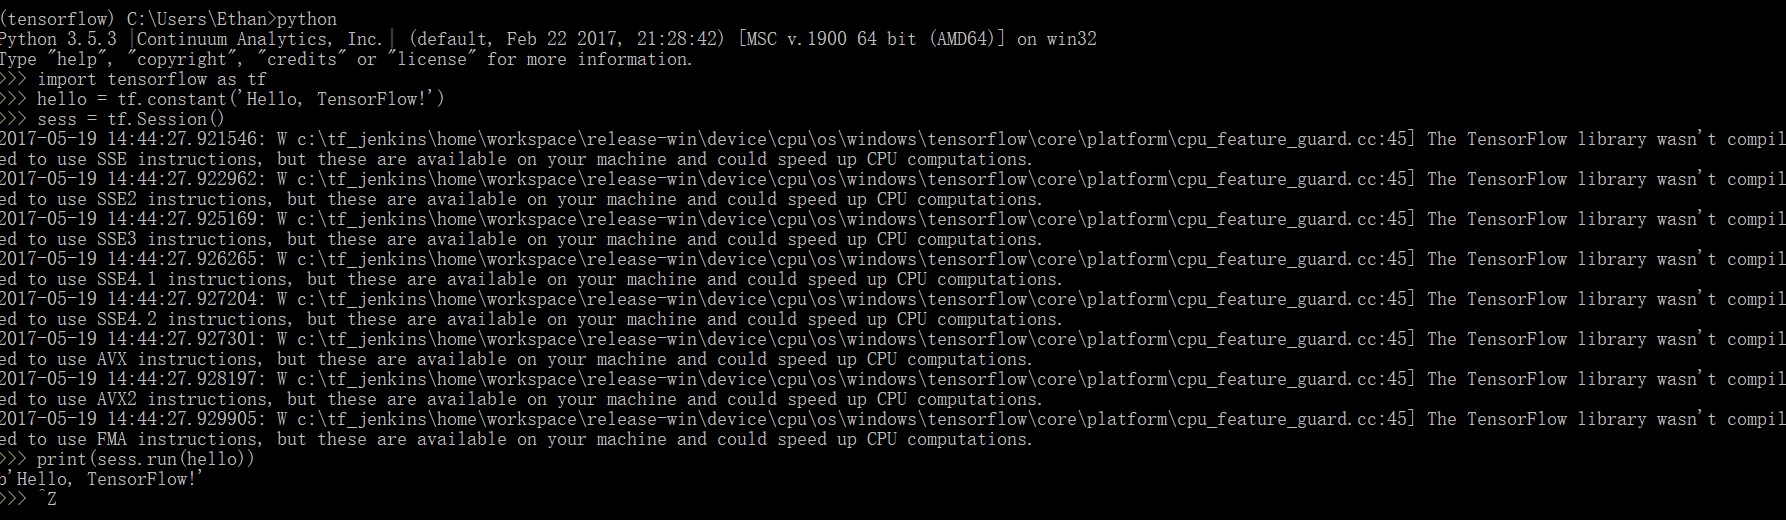 (tensorflow) C:\Users\Ethan>python
Python 3.5.3 |Continuum Analytics, Inc.| (default, Feb 22 2017, 21:28:42) [MSC v.1900 64 bit (AMD64)] on win32
Type "help", "copyright", "credits" or "license" for more information.
>>> import tensorflow as tf
>>> hello = tf.constant('Hello, TensorFlow!')
>>> sess = tf.Session()
2017-05-19 14:44:27.921546: W c:\tf_jenkins\home\workspace\release-win\device\cpu\os\windows\tensorflow\core\platform\cpu_feature_guard.cc:45] The TensorFlow library wasn't compil
ed to use SSE instructions, but these are available on your machine and could speed up CPU computations.
2017-05-19 14:44:27.922962: W c:\tf_jenkins\home\workspace\release-win\device\cpu\os\windows\tensorflow\core\platform\cpu_feature_guard.cc:45] The TensorFlow library wasn't compil
ed to use SSE2 instructions, but these are available on your machine and could speed up CPU computations.
2017-05-19 14:44:27.925169: W c:\tf_jenkins\home\workspace\release-win\device\cpu\os\windows\tensorflow\core\platform\cpu_feature_guard.cc:45] The TensorFlow library wasn't compil
ed to use SSE3 instructions, but these are available on your machine and could speed up CPU computations.
2017-05-19 14:44:27.926265: W c:\tf_jenkins\home\workspace\release-win\device\cpu\os\windows\tensorflow\core\platform\cpu_feature_guard.cc:45] The TensorFlow library wasn't compil
ed to use SSE4.1 instructions, but these are available on your machine and could speed up CPU computations.
2017-05-19 14:44:27.927204: W c:\tf_jenkins\home\workspace\release-win\device\cpu\os\windows\tensorflow\core\platform\cpu_feature_guard.cc:45] The TensorFlow library wasn't compil
ed to use SSE4.2 instructions, but these are available on your machine and could speed up CPU computations.
2017-05-19 14:44:27.927301: W c:\tf_jenkins\home\workspace\release-win\device\cpu\os\windows\tensorflow\core\platform\cpu_feature_guard.cc:45] The TensorFlow library wasn't compil
ed to use AVX instructions, but these are available on your machine and could speed up CPU computations.
2017-05-19 14:44:27.928197: W c:\tf_jenkins\home\workspace\release-win\device\cpu\os\windows\tensorflow\core\platform\cpu_feature_guard.cc:45] The TensorFlow library wasn't compil
ed to use AVX2 instructions, but these are available on your machine and could speed up CPU computations.
2017-05-19 14:44:27.929905: W c:\tf_jenkins\home\workspace\release-win\device\cpu\os\windows\tensorflow\core\platform\cpu_feature_guard.cc:45] The TensorFlow library wasn't compil
ed to use FMA instructions, but these are available on your machine and could speed up CPU computations.
>>> print(sess.run(hello))
b'Hello, TensorFlow!'
>>> ^Z